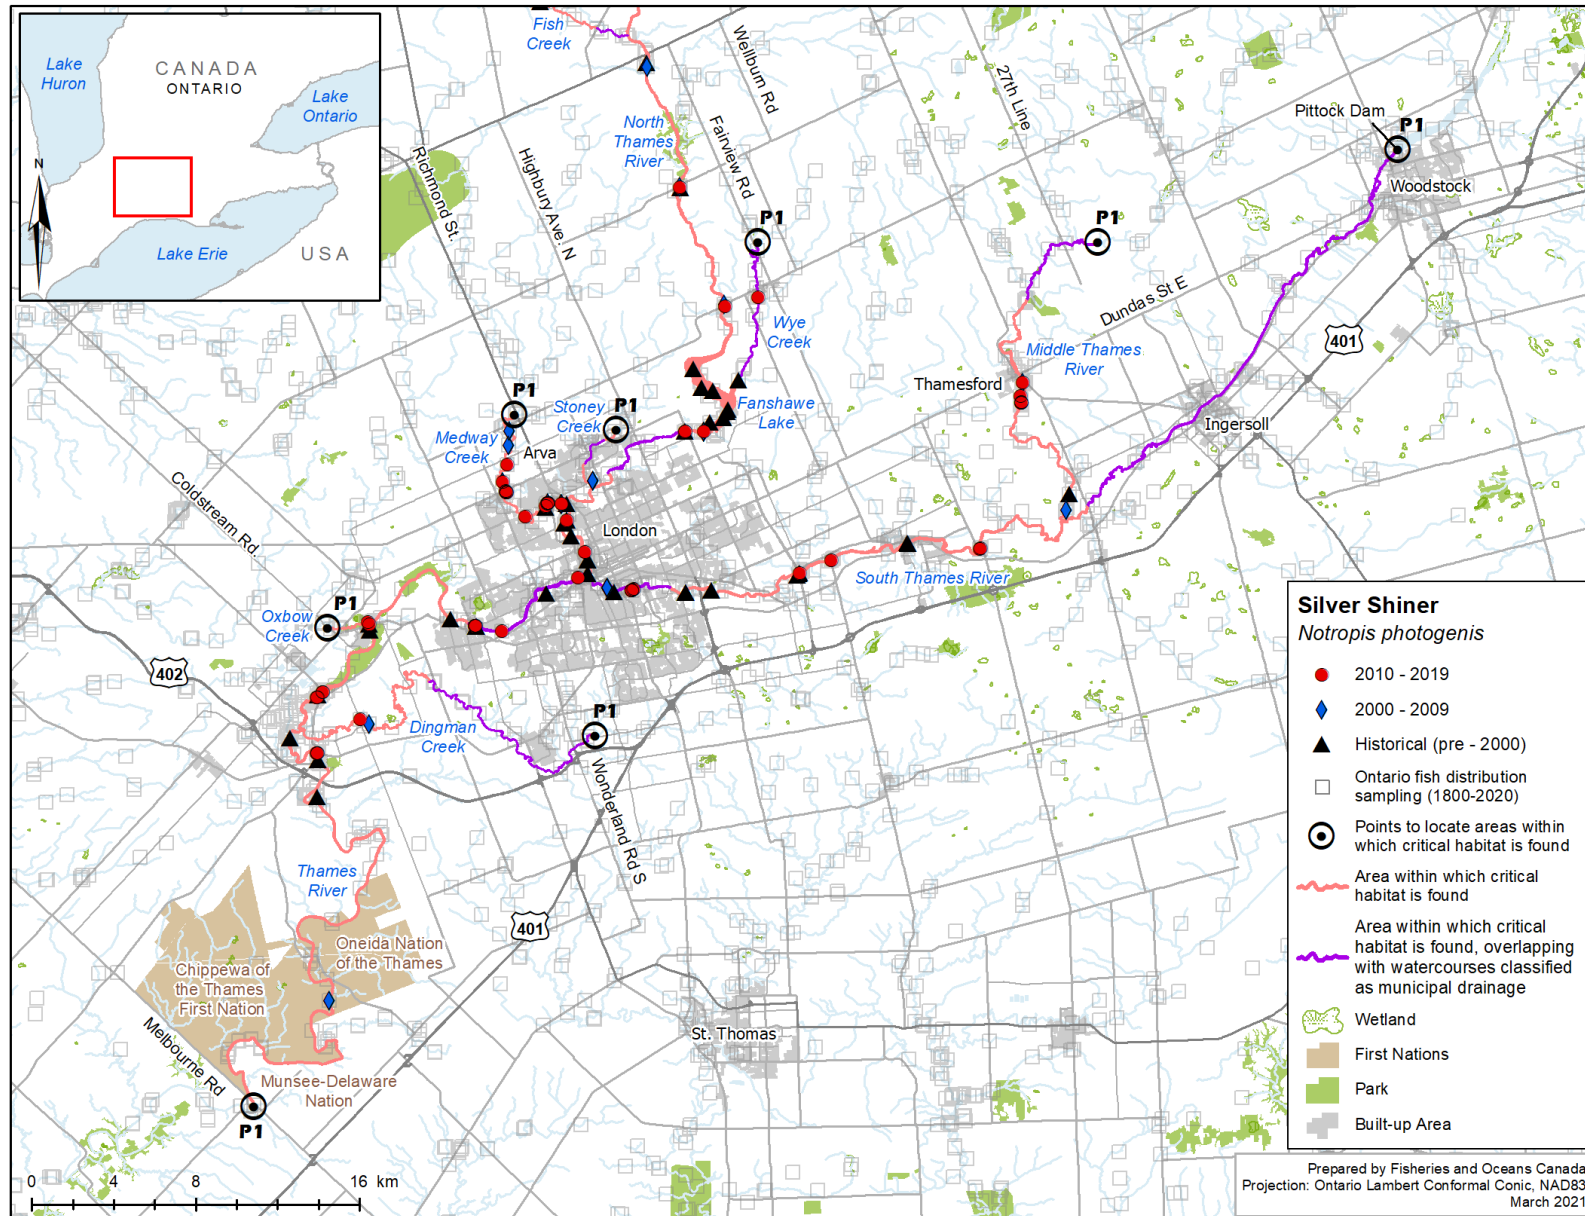 Lake
Huron
CANADA
ONTARIO
Lake
Ontario
Lake Erie
USA
N
Fish
Creek
Wellburn Rd
27th Line
Pittock Dam
P1
Woodstock
North
Thames
River
Fairview Rd
Richmond St.
Highbury Ave. N
P1
P1
Dundas St E
401
Wye
Creek
Middle Thames
River
Thamesford
Ingersoll
P1
Stoney
Creek
P1
Fanshawe
Lake
Medway
Creek
Arva
Coldstream Rd.
London
South Thames River
Oxbow
Creek
P1
402
Dingman
Creek
P1
Wonderland Rd S
Thames
River
401
Oneida Nation
of the Thames
Chippewa of
the Thames
First Nation
Melbourne Rd
St. Thomas
Munsee-Delaware
Nation
P1
0 4 8 16 km
Silver Shiner
Notropis photogenis
2010 - 2019
2000 - 2009
Historical (pre - 2000)
Ontario fish distribution
sampling (1800-2020)
Points to locate areas within
which critical habitat is found
Area within which critical
habitat is found
Area within which critical
habitat is found, overlapping
with watercourses classified
as municipal drainage
Wetland
First Nations
Park
Built-up Area
Prepared by Fisheries and Oceans Canada
Projection: Ontario Lambert Conformal Conic, NAD83
March 2021